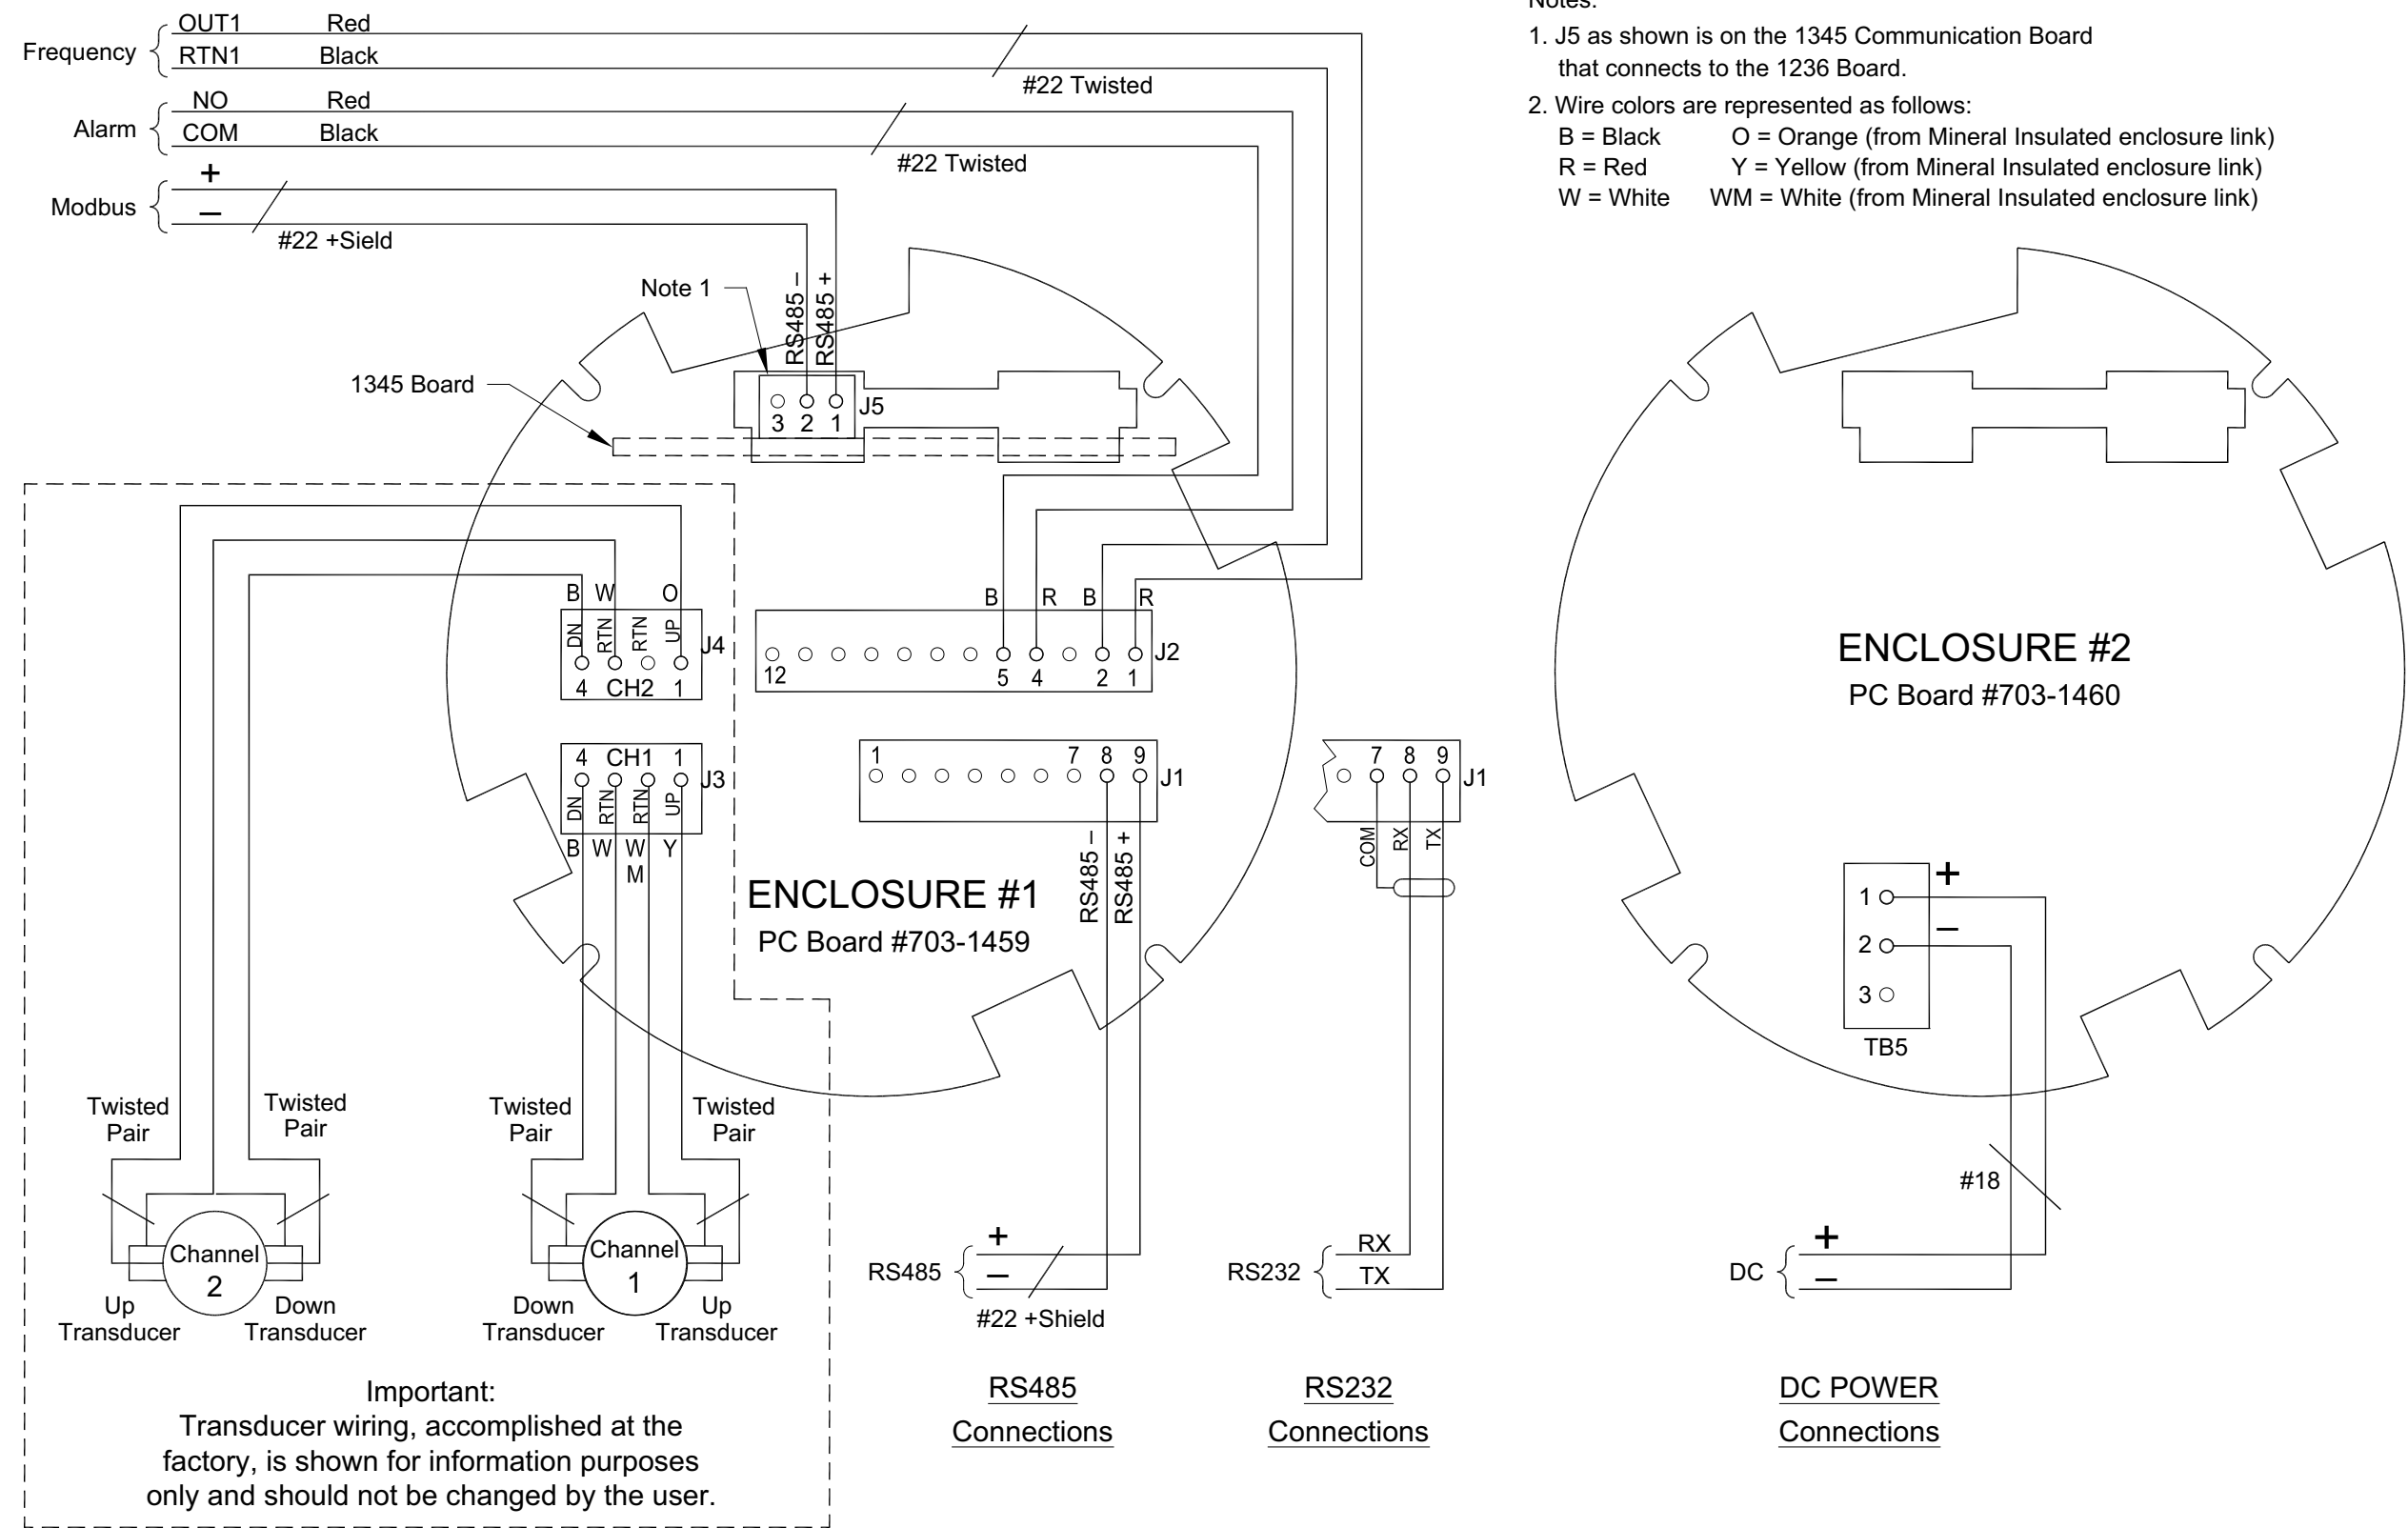 Notes:
1. J5 as shown is on the 1345 Communication Board
that connects to the 1236 Board.
2. Wire colors are represented as follows:
B = Black O = Orange (from Mineral Insulated enclosure link)
R = Red Y = Yellow (from Mineral Insulated enclosure link)
W = White WM = White (from Mineral Insulated enclosure link)
Frequency
OUT1 Red
RTN1 Black
#22 Twisted
Alarm
NO Red
COM Black
#22 Twisted
Modbus
+
–
#22 +Sield
Note 1
RS485 –
RS485 +
1345 Board
J5
3 2 1
B W O
DN RTN RTN UP
J4
4 CH2 1
B R B R
J2
12 5 4 2 1
4 CH1 1
J3
DN RTN RTN UP
B W W Y
M
1 7 8 9
J1
RS485 –
RS485 +
7 8 9
J1
COM RX TX
ENCLOSURE #1
PC Board #703-1459
ENCLOSURE #2
PC Board #703-1460
1 +
2 –
3
TB5
#18
Twisted
Pair
Twisted
Pair
Twisted
Pair
Twisted
Pair
Channel
2
Channel
1
Up
Transducer
Down
Transducer
Down
Transducer
Up
Transducer
RS485
+
–
#22 +Shield
RS232
RX
TX
DC
+
–
Important:
Transducer wiring, accomplished at the
factory, is shown for information purposes
only and should not be changed by the user.
RS485
Connections
RS232
Connections
DC POWER
Connections